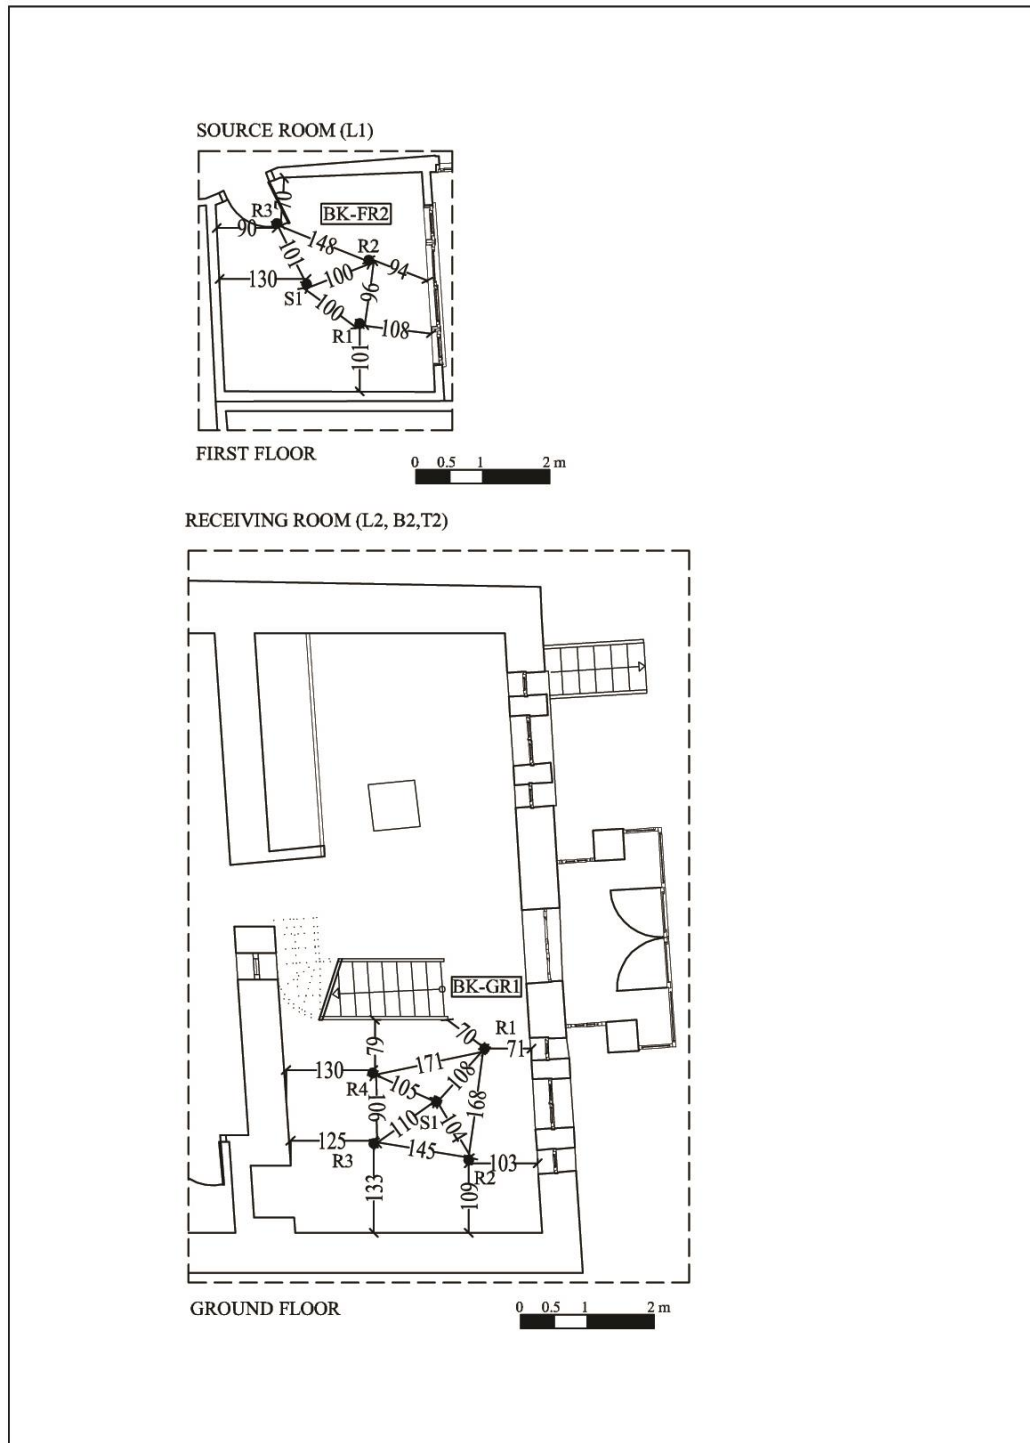 SOURCE ROOM (L1)
70
R3
BK-FR2
90
148
R2
101
100
94
130
S1
96
100
R1
108
101
FIRST FLOOR
0 0.5 1 2 m
RECEIVING ROOM (L2, B2,T2)
BK-GR1
70
R1
79
171
71
130
108
R4
105
106
168
S1
110
104
125
R3
145
103
R2
133
109
GROUND FLOOR
0 0.5 1 2 m